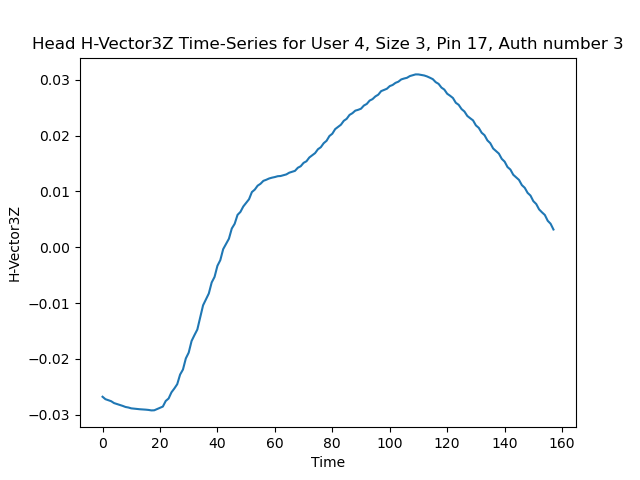 Head H-Vector3Z Time-Series for User 4, Size 3, Pin 17, Auth number 3
H-Vector3Z
0.03
0.02
0.01
0.00
−0.01
−0.02
−0.03
0 20 40 60 80 100 120 140 160
Time